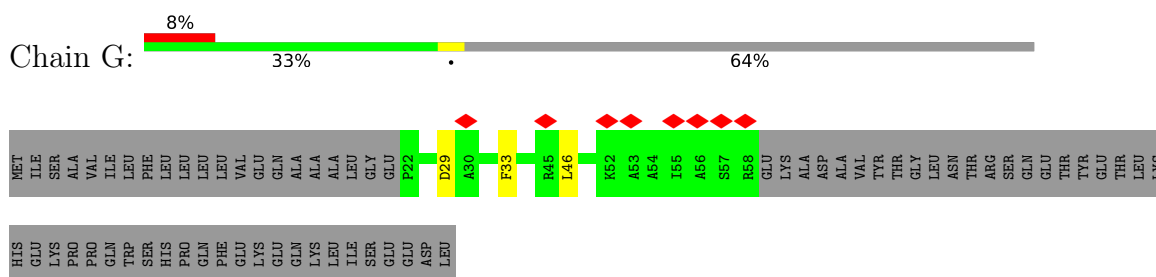 8%
Chain G:
33% • 64%
MET ILE SER ALA VAL ILE LEU PHE LEU LEU LEU LEU VAL GLU GLN ALA ALA ALA LEU GLY GLU P22 D29 A30 F33 R45 L46 K52 A53 A54 I55 A56 S57 R58 GLU LYS ALA ASP ALA VAL TYR THR GLY LEU ASN THR ARG SER GLN GLU THR TYR GLU THR LEU
HIS GLU LYS PRO PRO GLN TRP SER HIS PRO GLN PHE GLU LYS GLU GLN LYS LEU ILE SER GLU GLU ASP LEU